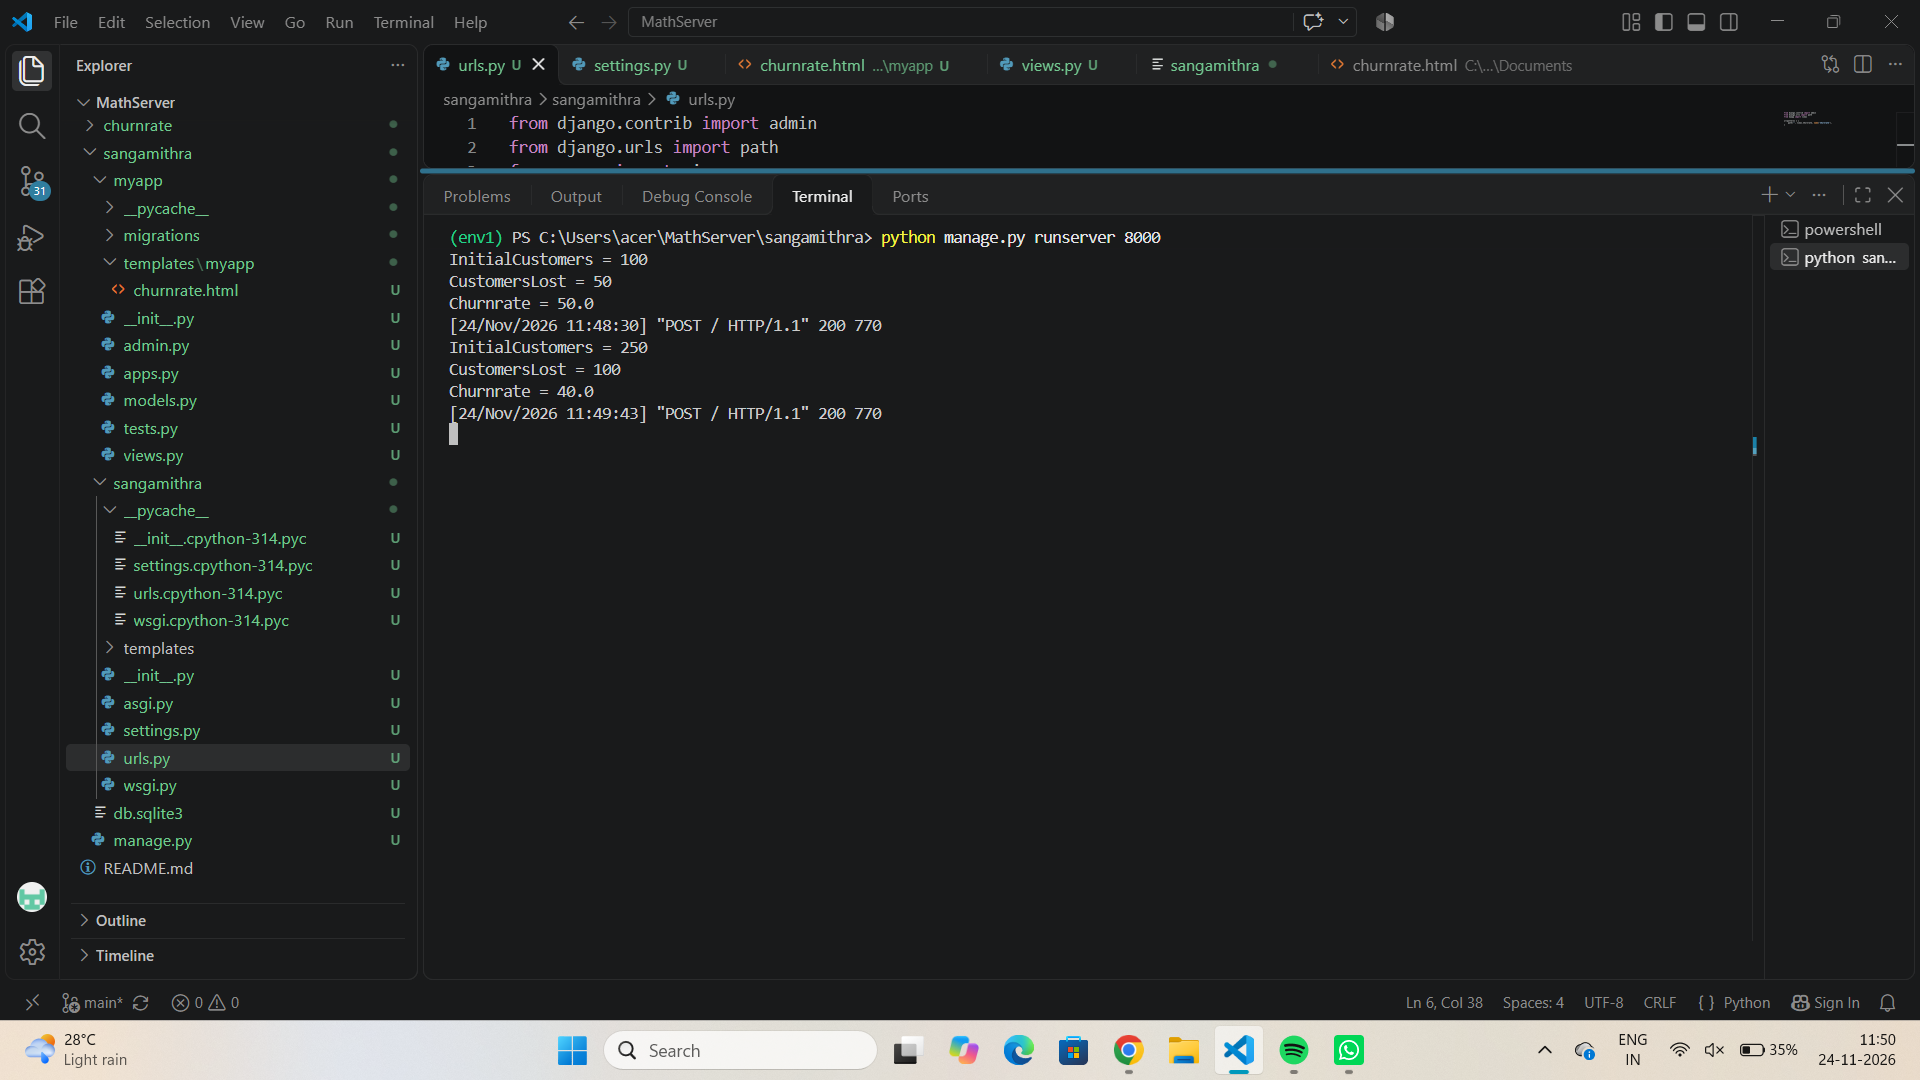 File Edit Selection View Go Run Terminal Help
MathServer
Explorer
MathServer
churnrate
sangamithra
myapp
__pycache__
migrations
templates\myapp
churnrate.html U
__init__.py U
admin.py U
apps.py U
models.py U
tests.py U
views.py U
sangamithra
__pycache__
__init__.cpython-314.pyc U
settings.cpython-314.pyc U
urls.cpython-314.pyc U
wsgi.cpython-314.pyc U
templates
__init__.py U
asgi.py U
settings.py U
urls.py U
wsgi.py U
db.sqlite3 U
manage.py U
README.md
Outline
Timeline
31
urls.py U settings.py U churnrate.html ...\myapp U views.py U sangamithra churnrate.html C:\...\Documents
sangamithra > sangamithra > urls.py
1 from django.contrib import admin
2 from django.urls import path
Problems Output Debug Console Terminal Ports
(env1) PS C:\Users\acer\MathServer\sangamithra> python manage.py runserver 8000
InitialCustomers = 100
CustomersLost = 50
Churnrate = 50.0
[24/Nov/2026 11:48:30] "POST / HTTP/1.1" 200 770
InitialCustomers = 250
CustomersLost = 100
Churnrate = 40.0
[24/Nov/2026 11:49:43] "POST / HTTP/1.1" 200 770
powershell
python san...
main* 0 0 Ln 6, Col 38 Spaces: 4 UTF-8 CRLF { } Python Sign In
28°C
Light rain
Search
ENG
IN
35%
11:50
24-11-2026